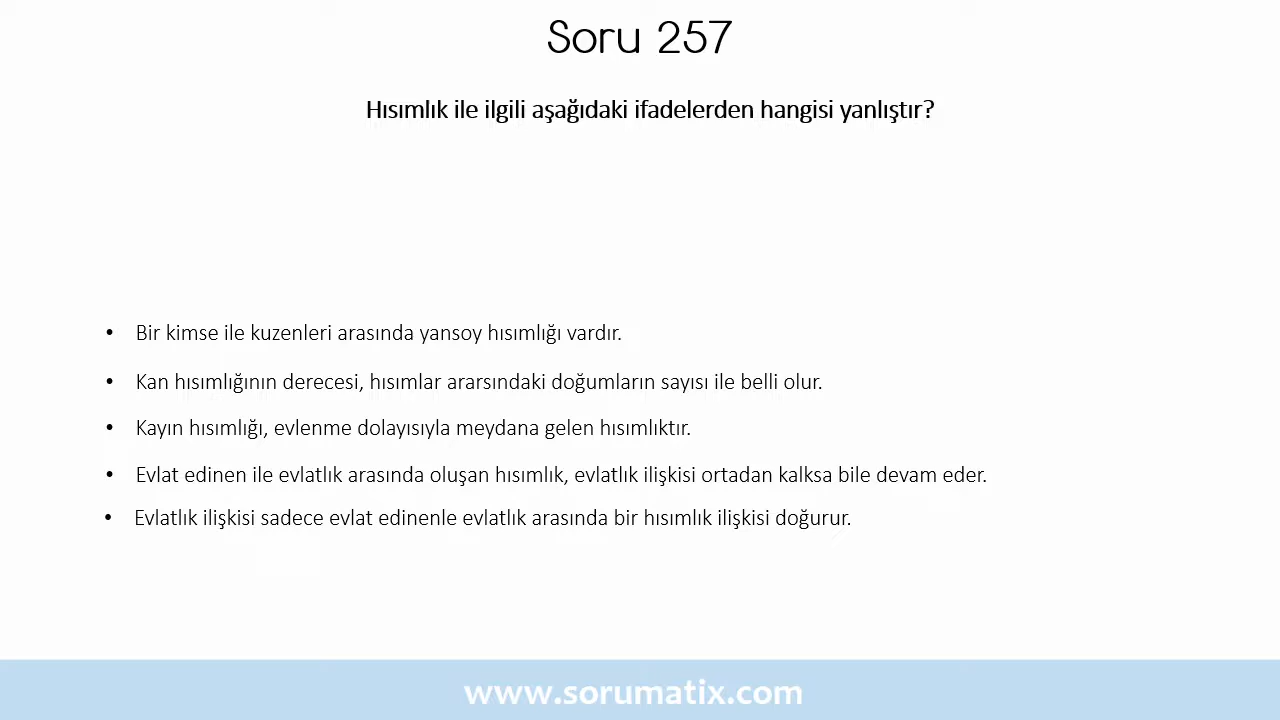 Soru 257
Hısımlık ile ilgili aşağıdaki ifadelerden hangisi yanlıştır?
• Bir kimse ile kuzenleri arasında yansoy hısımlığı vardır.
• Kan hısımlığının derecesi, hısımlar ararsındaki doğumların sayısı ile belli olur.
• Kayın hısımlığı, evlenme dolayısıyla meydana gelen hısımlıktır.
• Evlat edinen ile evlatlık arasında oluşan hısımlık, evlatlık ilişkisi ortadan kalksa bile devam eder.
• Evlatlık ilişkisi sadece evlat edinenle evlatlık arasında bir hısımlık ilişkisi doğurur.
www.sorumatix.com